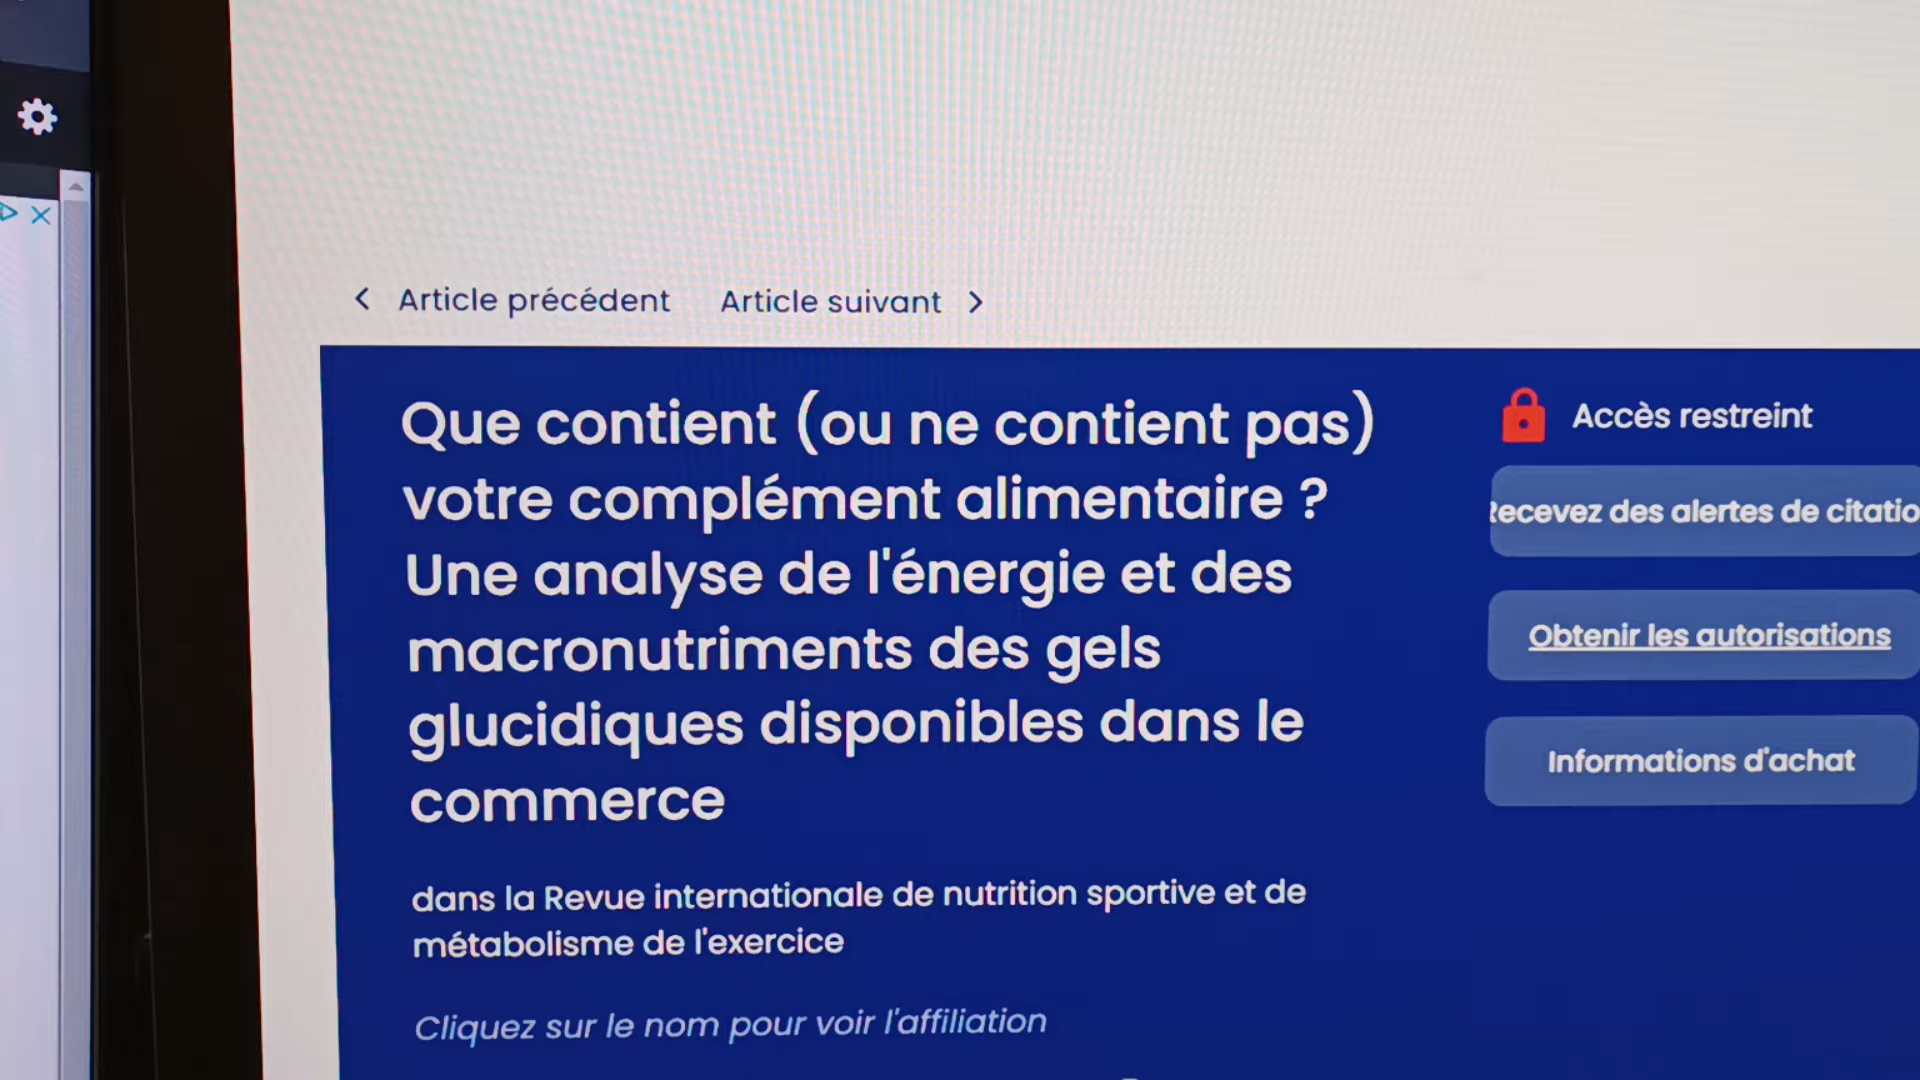 Article précédent Article suivant
Que contient (ou ne contient pas)
votre complément alimentaire ?
Une analyse de l'énergie et des
macronutriments des gels
glucidiques disponibles dans le
commerce
dans la Revue internationale de nutrition sportive et de
métabolisme de l'exercice
Cliquez sur le nom pour voir l'affiliation
Accès restreint
Recevez des alertes de citatio
Obtenir les autorisations
Informations d'achat